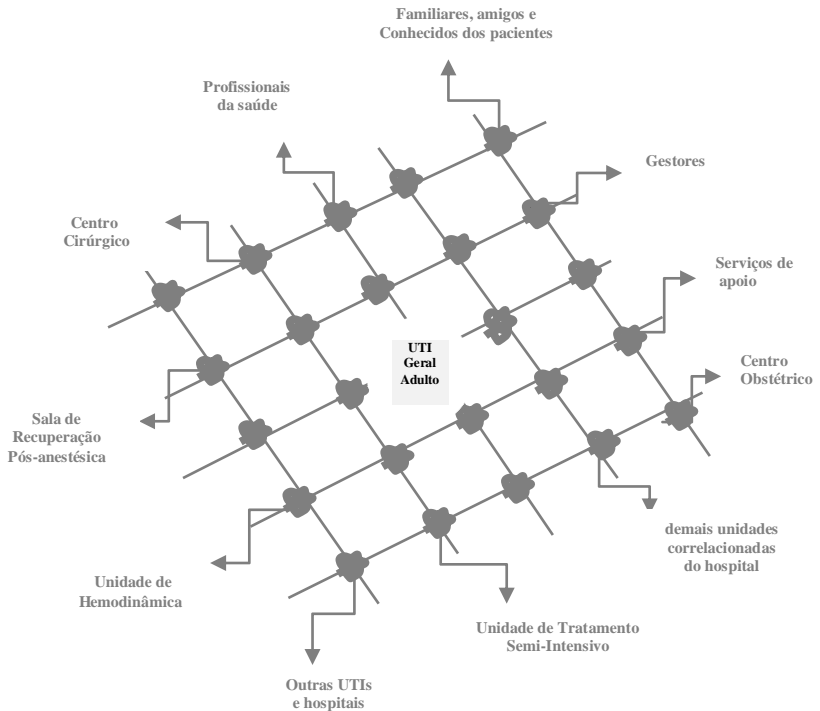 Familiares, amigos e
Conhecidos dos pacientes
Profissionais
da saúde
Gestores
Centro
Cirúrgico
Serviços de
apoio
UTI
Geral
Adulto
Centro
Obstétrico
Sala de
Recuperação
Pós-anestésica
demais unidades
correlacionadas
do hospital
Unidade de
Hemodinâmica
Unidade de Tratamento
Semi-Intensivo
Outras UTIs
e hospitais